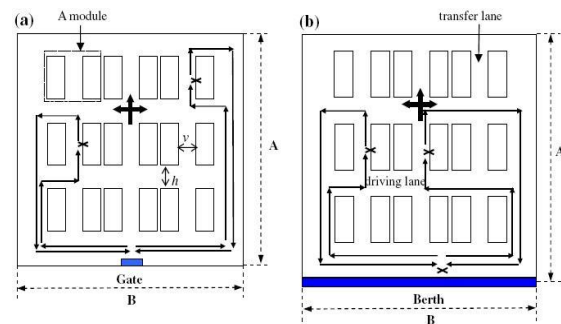 (a)
A module
A
v
h
Gate
B
(b)
transfer lane
A
driving lane
Berth
B